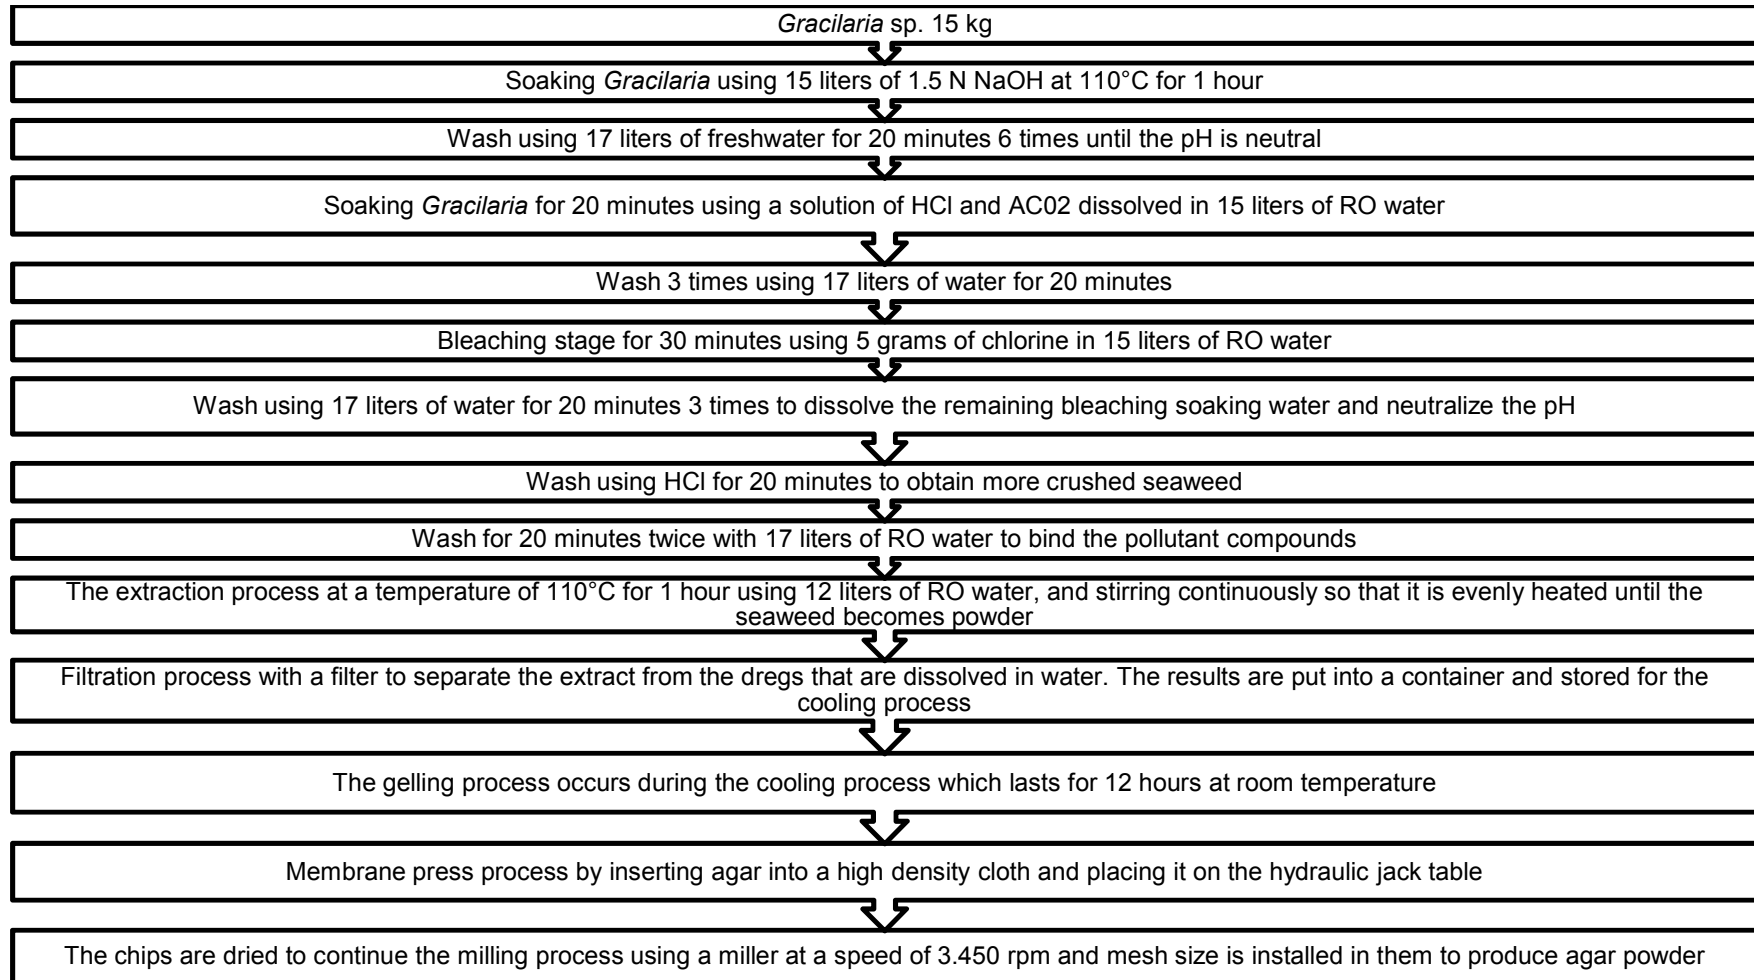 Gracilaria sp. 15 kg
Soaking Gracilaria using 15 liters of 1.5 N NaOH at 110°C for 1 hour
Wash using 17 liters of freshwater for 20 minutes 6 times until the pH is neutral
Soaking Gracilaria for 20 minutes using a solution of HCl and AC02 dissolved in 15 liters of RO water
Wash 3 times using 17 liters of water for 20 minutes
Bleaching stage for 30 minutes using 5 grams of chlorine in 15 liters of RO water
Wash using 17 liters of water for 20 minutes 3 times to dissolve the remaining bleaching soaking water and neutralize the pH
Wash using HCl for 20 minutes to obtain more crushed seaweed
Wash for 20 minutes twice with 17 liters of RO water to bind the pollutant compounds
The extraction process at a temperature of 110°C for 1 hour using 12 liters of RO water, and stirring continuously so that it is evenly heated until the
seaweed becomes powder
Filtration process with a filter to separate the extract from the dregs that are dissolved in water. The results are put into a container and stored for the
cooling process
The gelling process occurs during the cooling process which lasts for 12 hours at room temperature
Membrane press process by inserting agar into a high density cloth and placing it on the hydraulic jack table
The chips are dried to continue the milling process using a miller at a speed of 3.450 rpm and mesh size is installed in them to produce agar powder